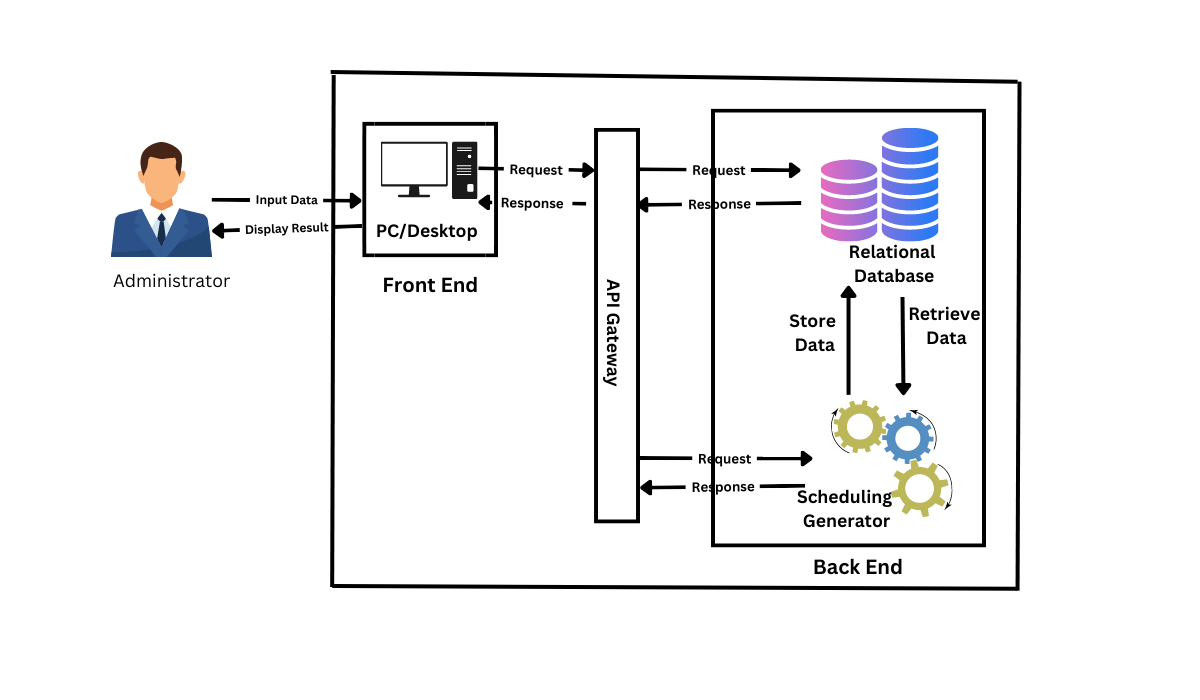 Administrator
Input Data
Display Result
PC/Desktop
Front End
Request
Response
API Gateway
Request
Response
Relational
Database
Store
Data
Retrieve
Data
Request
Response
Scheduling
Generator
Back End